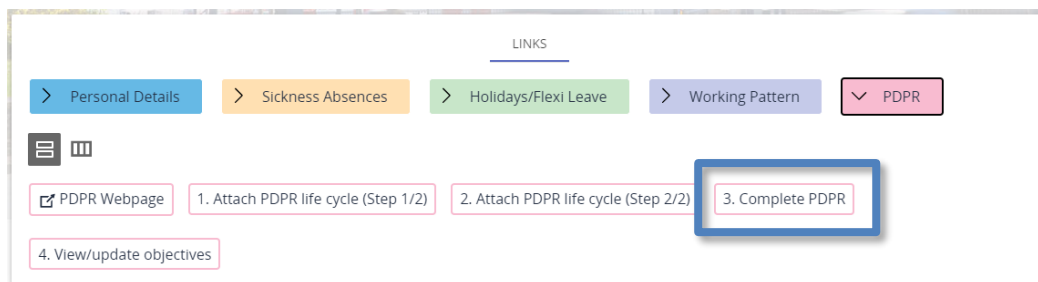 LINKS
Personal Details Sickness Absences Holidays/Flexi Leave Working Pattern PDPR
PDPR Webpage 1. Attach PDPR life cycle (Step 1/2) 2. Attach PDPR life cycle (Step 2/2) 3. Complete PDPR
4. View/update objectives